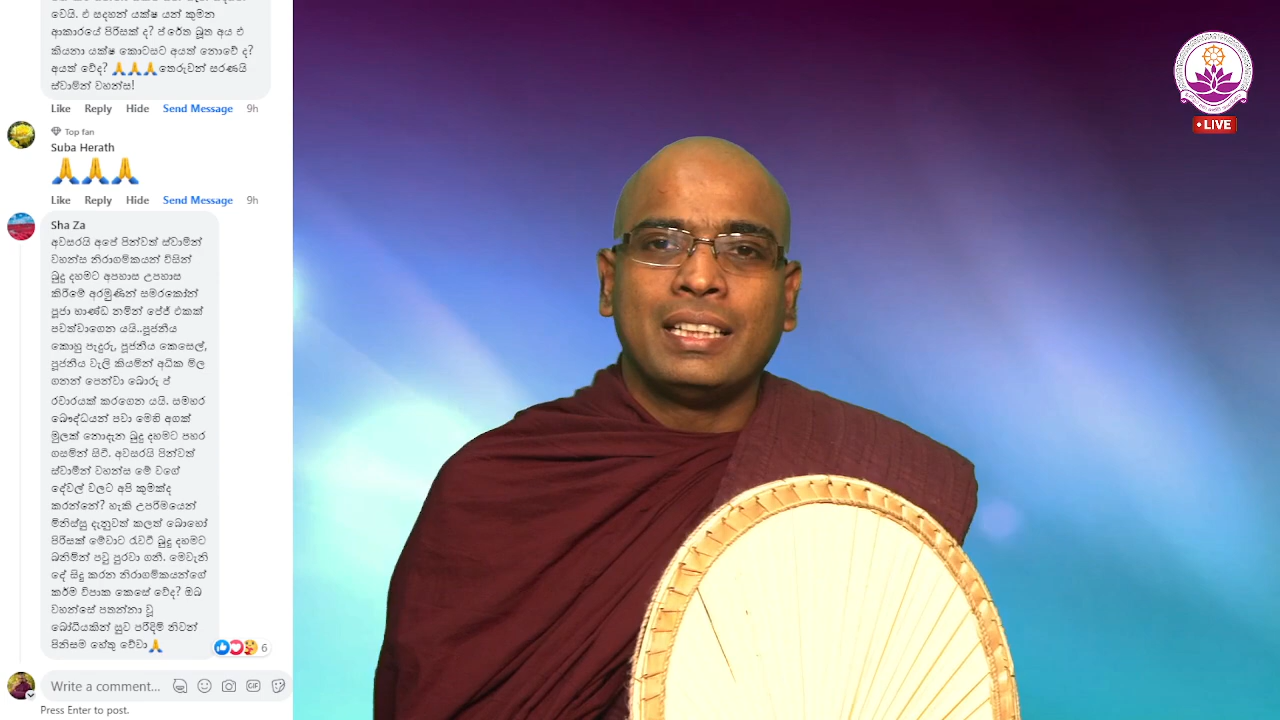 වෙයි. එ සඳහන් යක්ෂ යන් කුමන
ආකාරයේ පිරිසක් ද? ප්‍රේත භූත අය එ
කියනා යක්ෂ කොටසට අයත් නොවේ ද?
අයත් වේද? 🙏🙏🙏තෙරුවන් සරණයි
ස්වාමින් වහන්ස!
Like Reply Hide Send Message 9h
Top fan
Suba Herath
🙏🙏🙏
Like Reply Hide Send Message 9h
Sha Za
අවසරයි අපේ පින්වත් ස්වාමින්
වහන්ස නිරාගමිකයන් විසින්
බුදු දහමට අපහාස උපහාස
කිරීමේ අරමුණින් සමරකෝන්
පූජා භාණ්ඩ නමින් පේජ් එකක්
පවත්වාගෙන යයි..පූජනීය
කොහු පැදුරු, පූජනීය කෙසෙල්,
පූජනීය වැලි කියමින් අධික මිල
ගනන් පෙන්වා බොරු ප්
රචාරයක් කරගෙන යයි. සමහර
බෞද්ධයන් පවා මෙහි අගක්
මුලක් නොදැන බුදු දහමට පහර
ගසමින් සිටී. අවසරයි පින්වත්
ස්වාමීන් වහන්ස මේ වගේ
දේවල් වලට අපි කුමක්ද
කරන්නේ? හැකි උපරිමයෙන්
මිනිස්සු දැනුවත් කලත් බොහෝ
පිරිසක් මේවාට රැවටී බුදු දහමට
බනිමින් පවු පුරවා ගනී. මෙවැනි
දේ සිදු කරන නිරාගමිකයන්ගේ
කර්ම විපාක කෙසේ වේද? ඔබ
වහන්සේ පතන්නා වූ
බෝධියකින් සුව පරිදිම් නිවන්
පිනිසම හේතු වේවා🙏
6
Write a comment...
Press Enter to post.
• LIVE